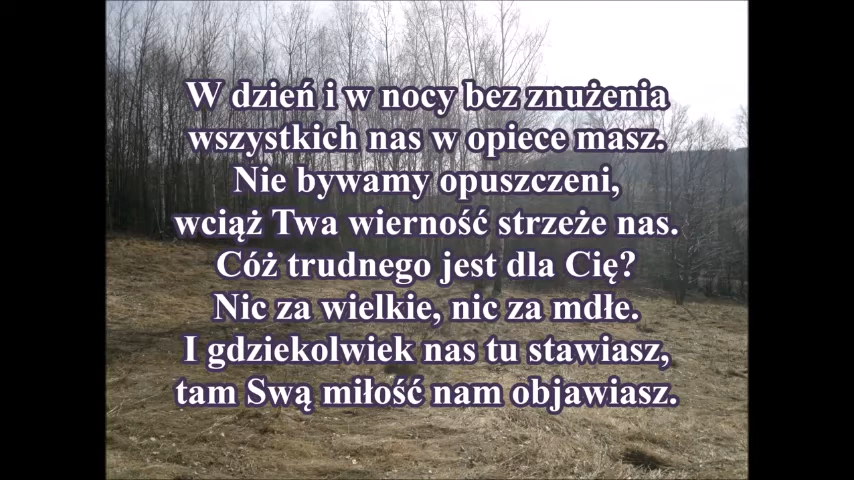 W dzień i w nocy bez znużenia
wszystkich nas w opiece masz.
Nie bywamy opuszczeni,
wciąż Twa wierność strzeże nas.
Cóż trudnego jest dla Cię?
Nic za wielkie, nic za mdłe.
I gdziekolwiek nas tu stawiasz,
tam Swą miłość nam objawiasz.